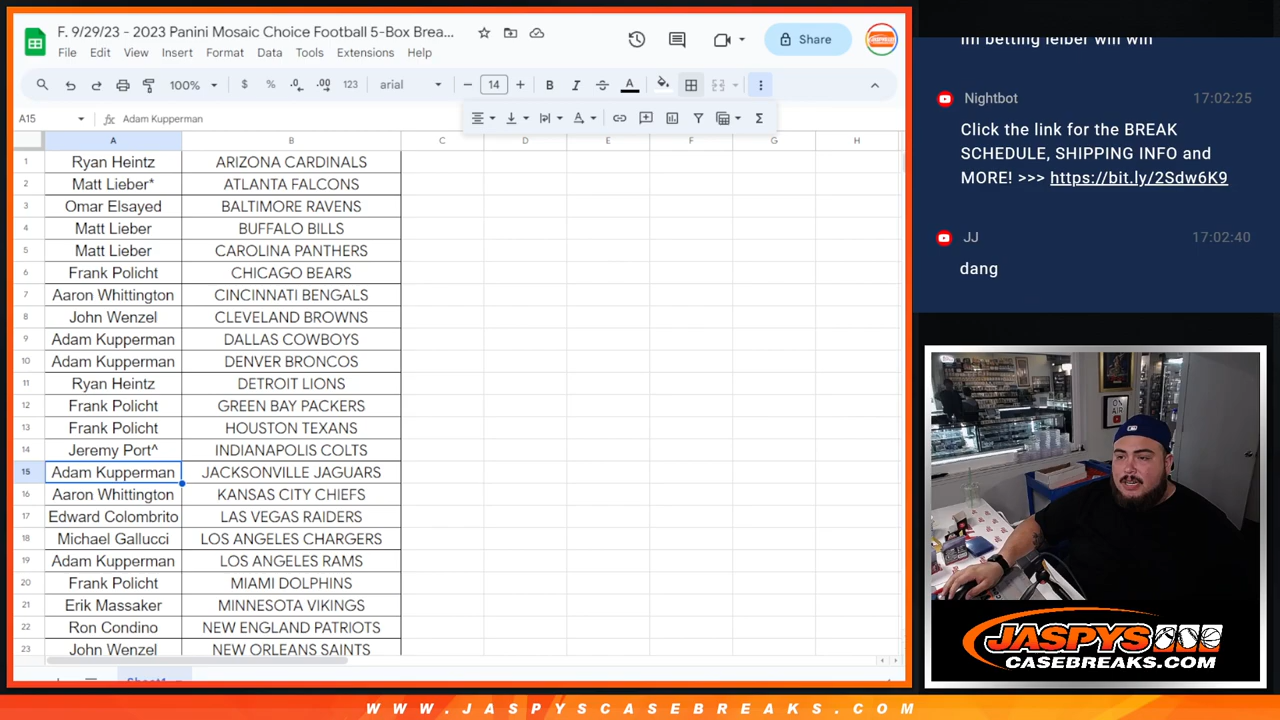 F. 9/29/23 - 2023 Panini Mosaic Choice Football 5-Box Brea...
Share
File Edit View Insert Format Data Tools Extensions Help
100% $ % .0 .00 123 arial 14 B I A
A15 fx Adam Kupperman
A B C D E F G H
1 Ryan Heintz ARIZONA CARDINALS
2 Matt Lieber* ATLANTA FALCONS
3 Omar Elsayed BALTIMORE RAVENS
4 Matt Lieber BUFFALO BILLS
5 Matt Lieber CAROLINA PANTHERS
6 Frank Policht CHICAGO BEARS
7 Aaron Whittington CINCINNATI BENGALS
8 John Wenzel CLEVELAND BROWNS
9 Adam Kupperman DALLAS COWBOYS
10 Adam Kupperman DENVER BRONCOS
11 Ryan Heintz DETROIT LIONS
12 Frank Policht GREEN BAY PACKERS
13 Frank Policht HOUSTON TEXANS
14 Jeremy Port^ INDIANAPOLIS COLTS
15 Adam Kupperman JACKSONVILLE JAGUARS
16 Aaron Whittington KANSAS CITY CHIEFS
17 Edward Colombrito LAS VEGAS RAIDERS
18 Michael Gallucci LOS ANGELES CHARGERS
19 Adam Kupperman LOS ANGELES RAMS
20 Frank Policht MIAMI DOLPHINS
21 Erik Massaker MINNESOTA VIKINGS
22 Ron Condino NEW ENGLAND PATRIOTS
23 John Wenzel NEW ORLEANS SAINTS
Sheet1
im betting leiber will win
Nightbot 17:02:25
Click the link for the BREAK
SCHEDULE, SHIPPING INFO and
MORE! >>> https://bit.ly/2Sdw6K9
JJ 17:02:40
dang
ON
AIR
JASPYS
CASEBREAKS.COM
WWW.JASPYSCASEBREAKS.COM